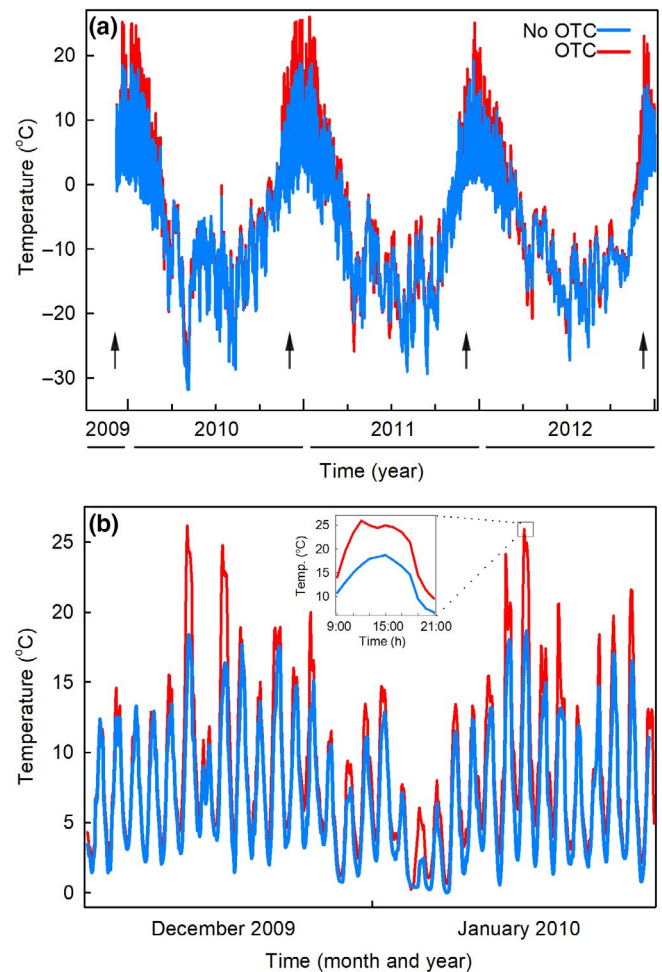 (a)
No OTC
OTC
Temperature (°C)
20
10
0
–10
–20
–30
2009
2010
2011
2012
Time (year)
(b)
Temperature (°C)
25
20
15
10
5
0
Temp. (°C)
25
20
15
10
9:00
15:00
21:00
Time (h)
December 2009
January 2010
Time (month and year)